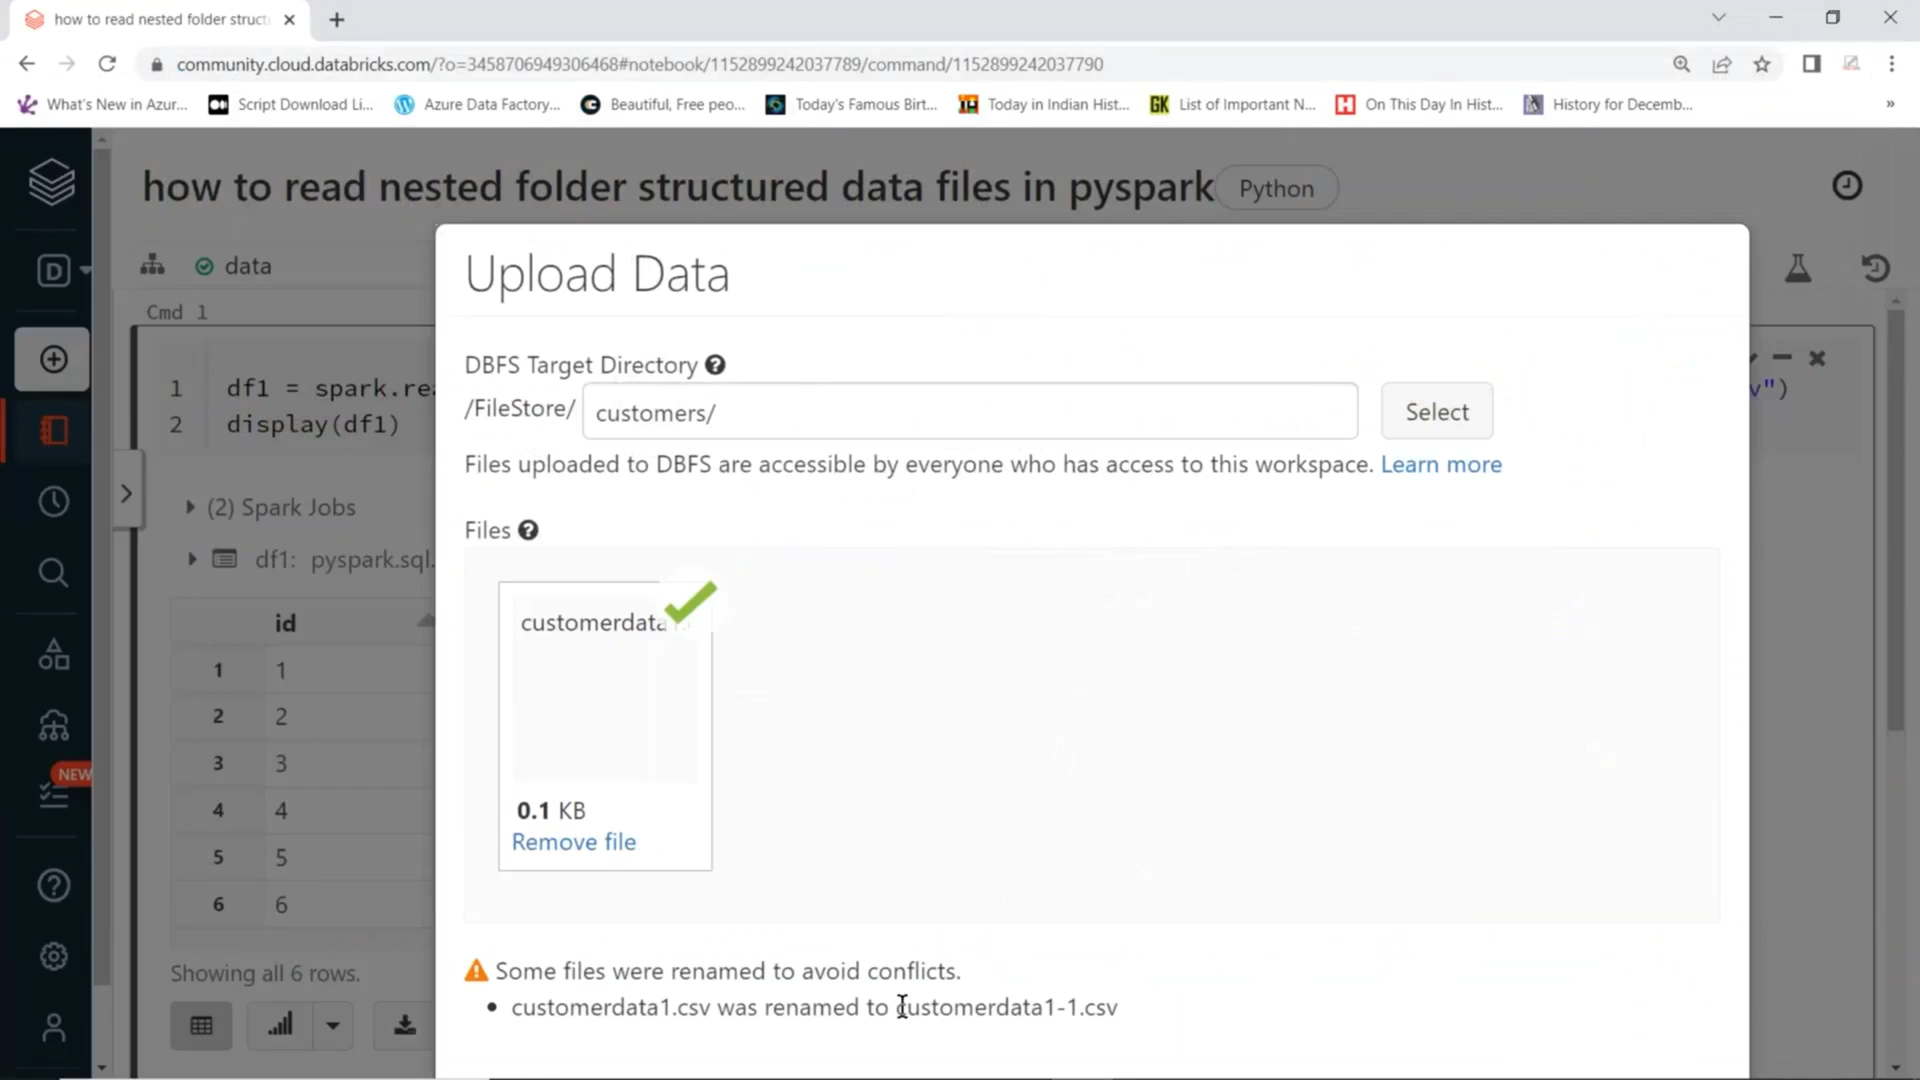 how to read nested folder struct
community.cloud.databricks.com/?o=3458706949306468#notebook/1152899242037789/command/1152899242037790
What's New in Azur...
Script Download Li...
Azure Data Factory...
Beautiful, Free peo...
Today's Famous Birt...
Today in Indian Hist...
GK
List of Important N...
H
On This Day In Hist...
History for Decemb...
»
how to read nested folder structured data files in pyspark
Python
D
data
Cmd 1
Upload Data
DBFS Target Directory
/FileStore/
customers/
Select
Files uploaded to DBFS are accessible by everyone who has access to this workspace. Learn more
1 df1 = spark.rea
v")
2 display(df1)
(2) Spark Jobs
df1: pyspark.sql.
Files
customerdata
0.1 KB
Remove file
id
1 1
2 2
3 3
4 4
5 5
6 6
NEW
Showing all 6 rows.
Some files were renamed to avoid conflicts.
• customerdata1.csv was renamed to customerdata1-1.csv